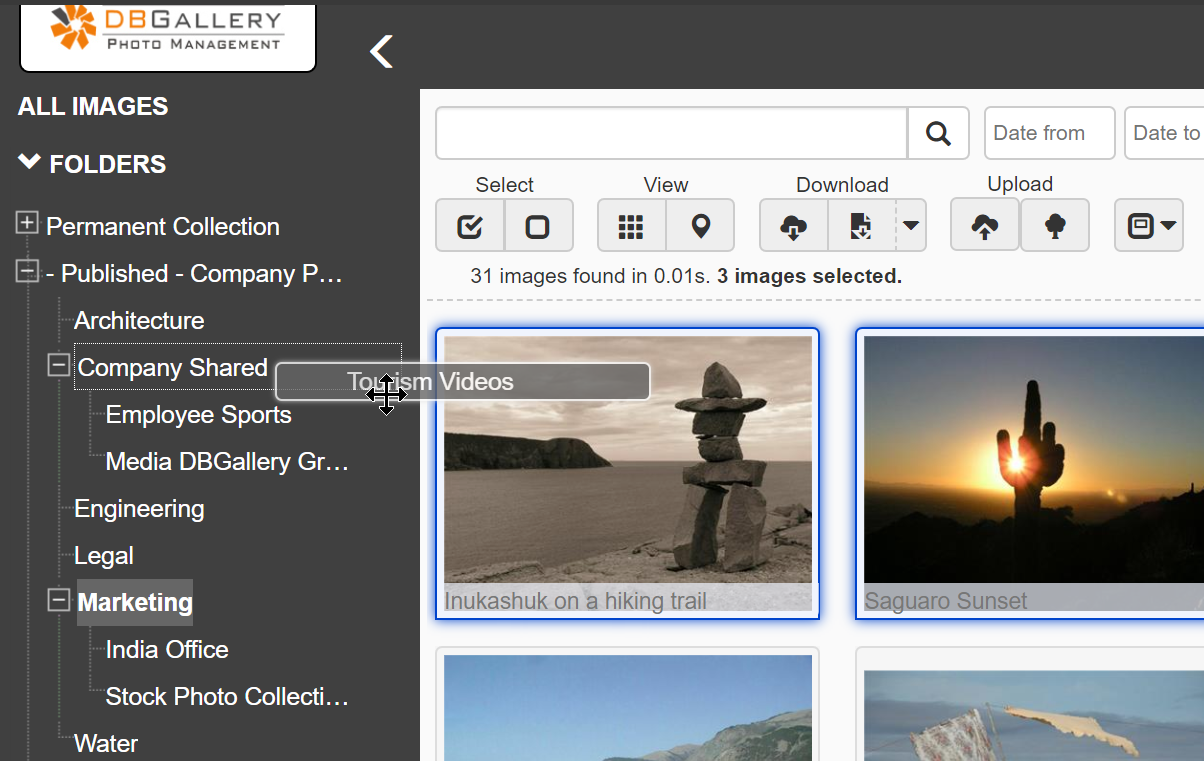 DBGALLERY
PHOTO MANAGEMENT
ALL IMAGES
FOLDERS
Permanent Collection
- Published - Company P...
Architecture
Company Shared
Tourism Videos
Employee Sports
Media DBGallery Gr...
Engineering
Legal
Marketing
India Office
Stock Photo Collecti...
Water
Date from
Date to
Select
View
Download
Upload
31 images found in 0.01s. 3 images selected.
Inukashuk on a hiking trail
Saguaro Sunset